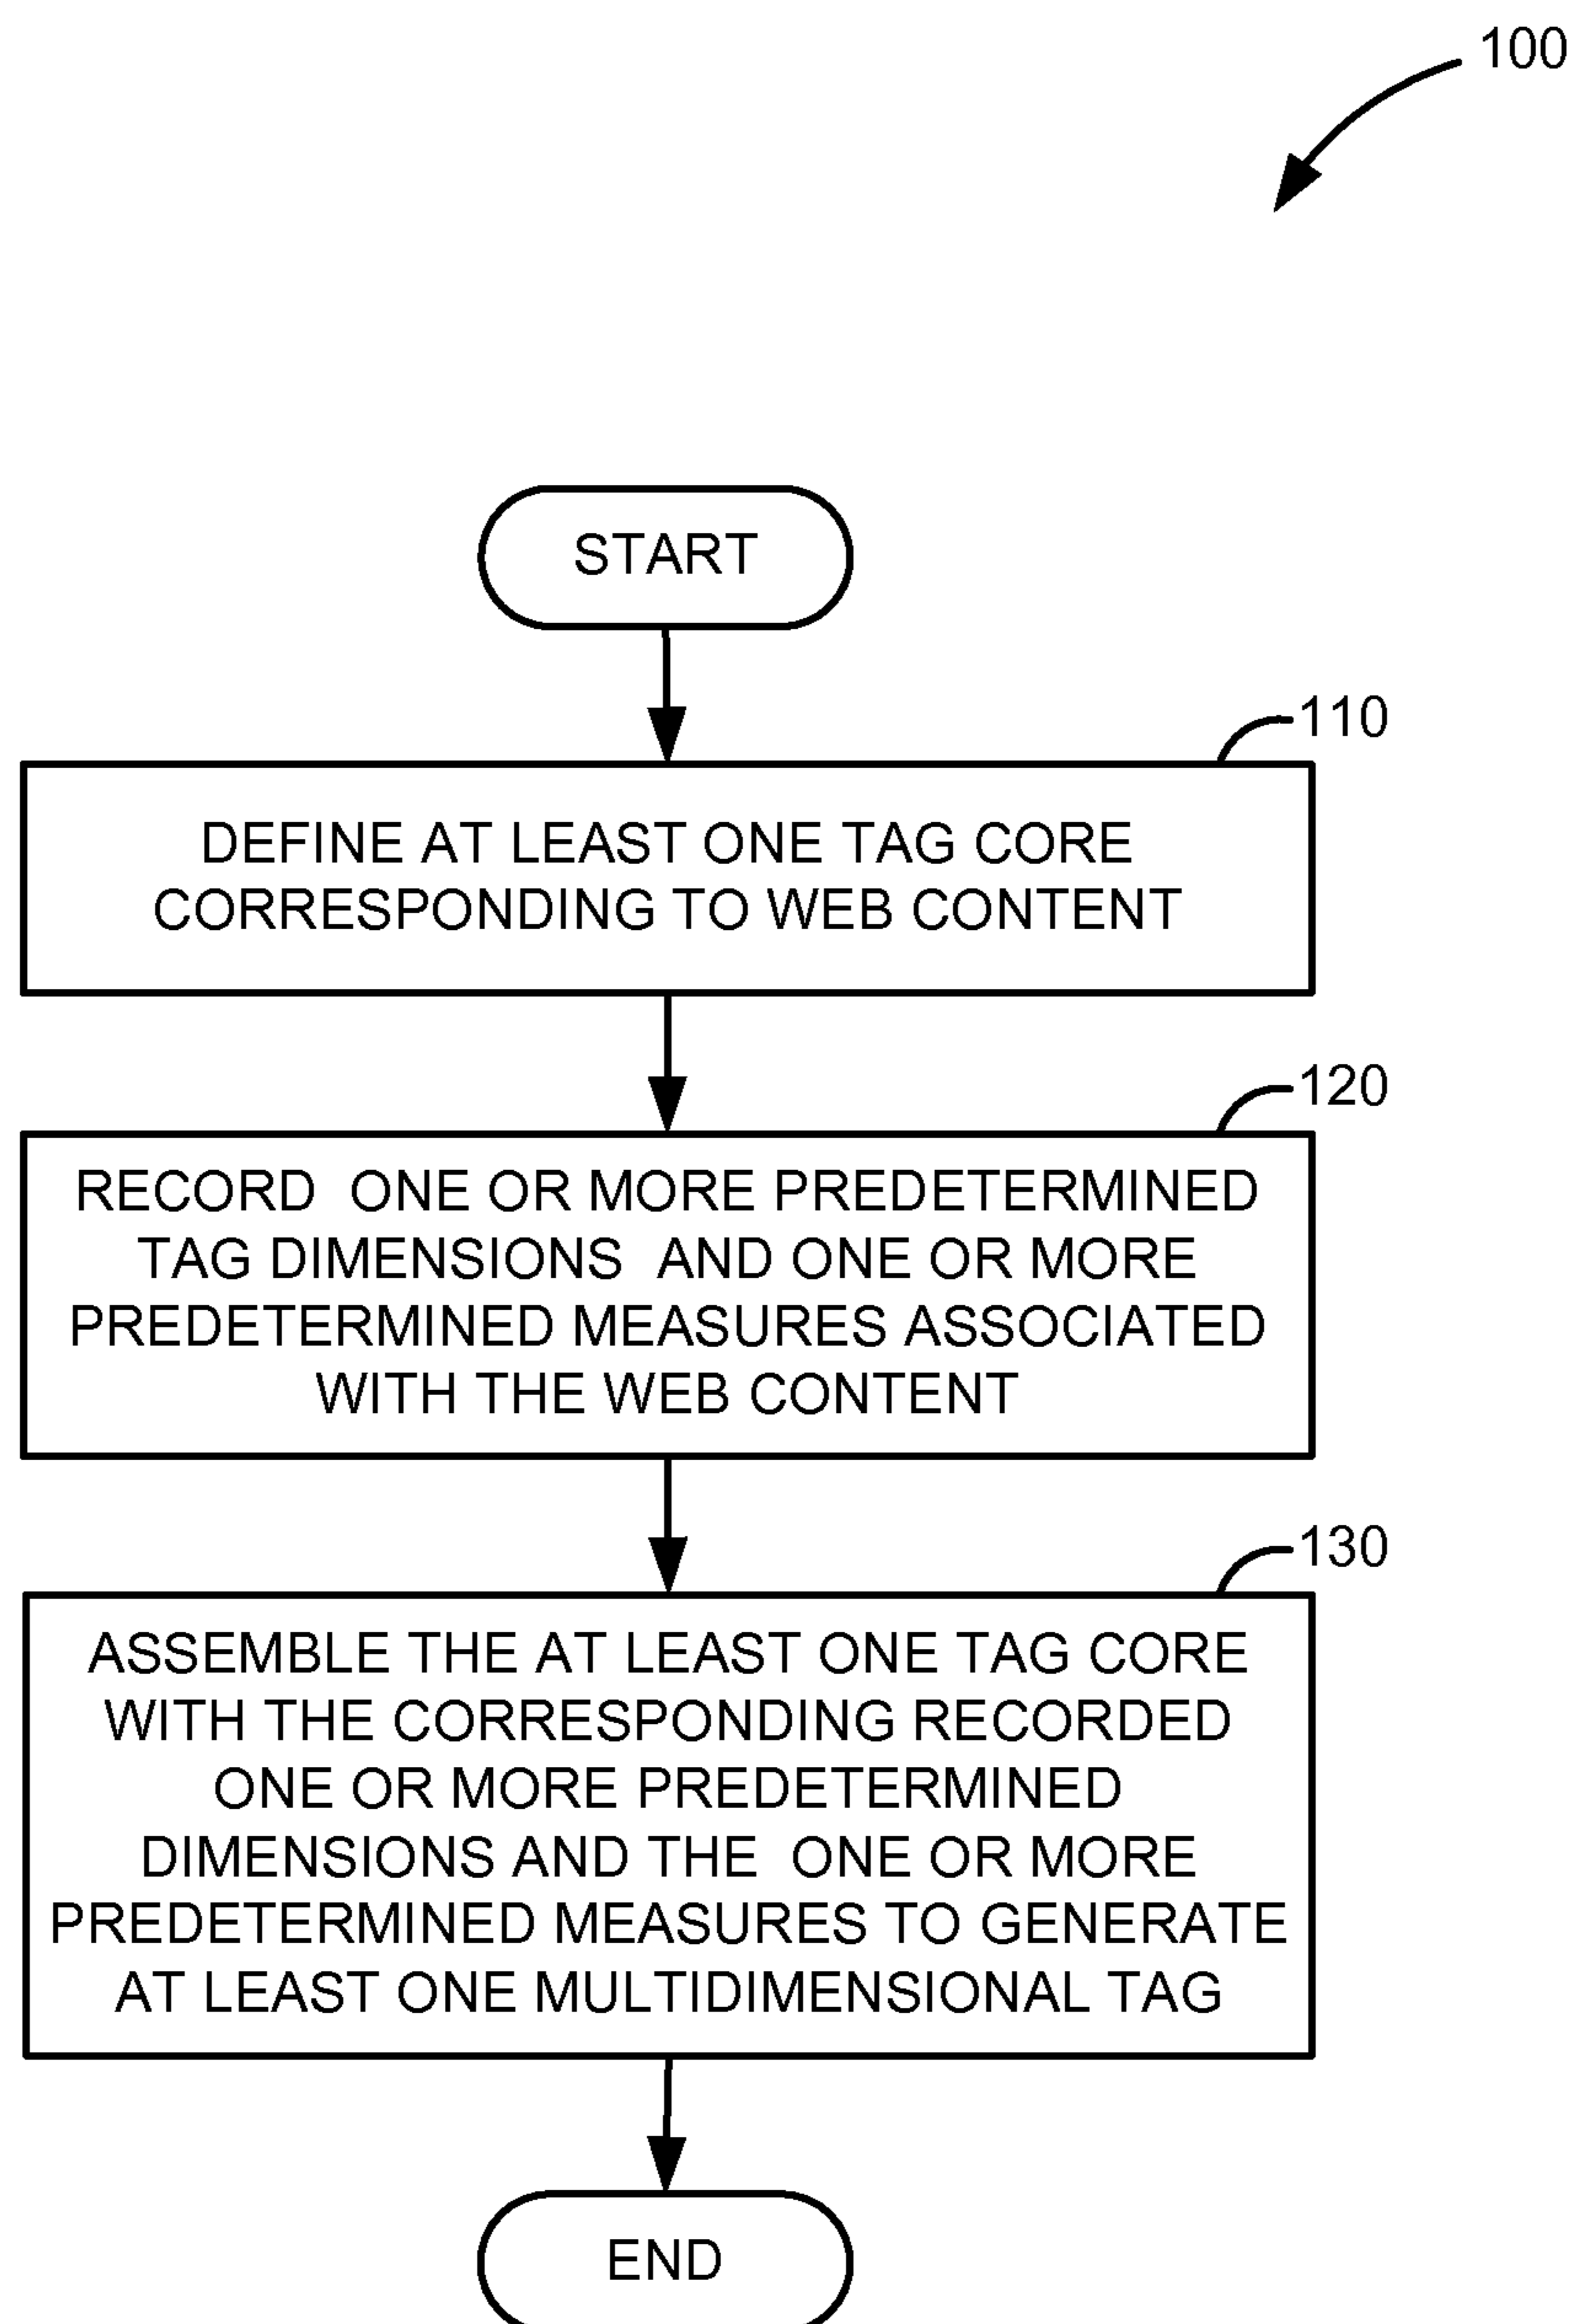 100
START
110
DEFINE AT LEAST ONE TAG CORE
CORRESPONDING TO WEB CONTENT
120
RECORD ONE OR MORE PREDETERMINED
TAG DIMENSIONS AND ONE OR MORE
PREDETERMINED MEASURES ASSOCIATED
WITH THE WEB CONTENT
130
ASSEMBLE THE AT LEAST ONE TAG CORE
WITH THE CORRESPONDING RECORDED
ONE OR MORE PREDETERMINED
DIMENSIONS AND THE ONE OR MORE
PREDETERMINED MEASURES TO GENERATE
AT LEAST ONE MULTIDIMENSIONAL TAG
END